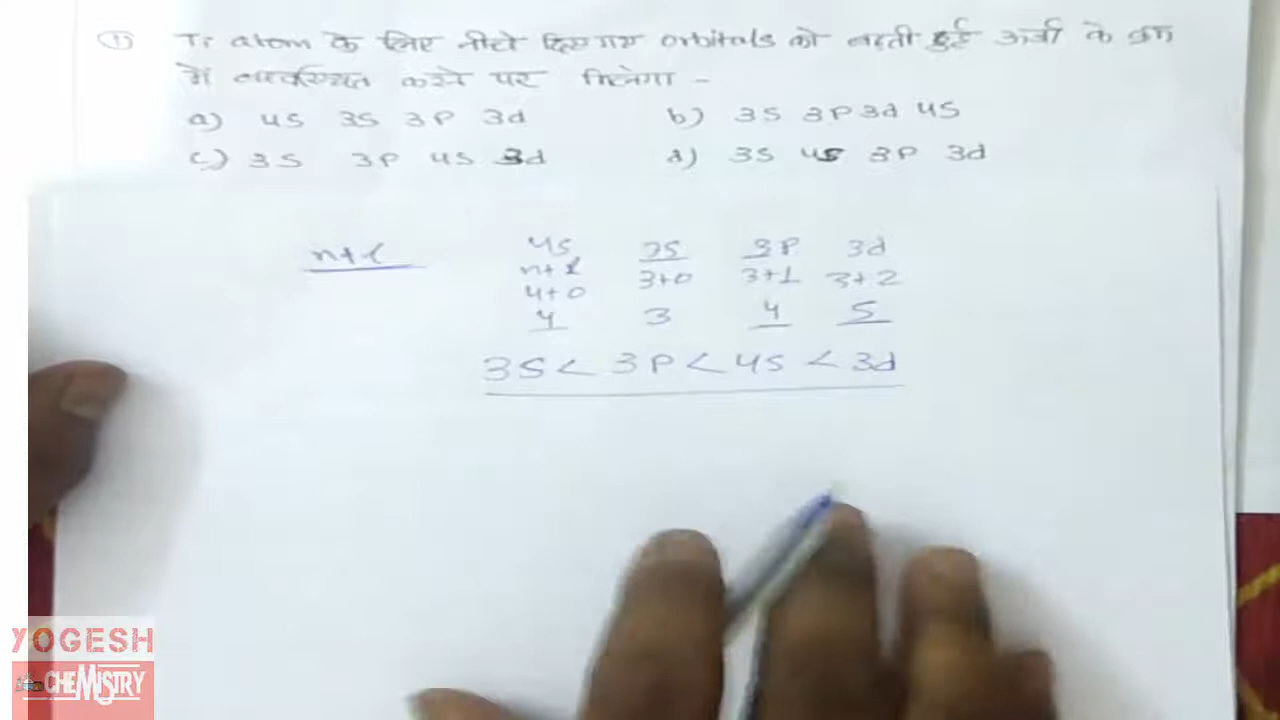 ① Ti atom के लिए नीचे दिए गए orbitals को बढ़ती हुई ऊर्जा के क्रम
में व्यवस्थित करने पर मिलेगा -
a) 4S 3S 3P 3d b) 3S 3P 3d 4S
c) 3S 3P 4S 3d d) 3S 4S 3P 3d
n+l 4S 3S 3P 3d
n+l 3+0 3+1 3+2
4+0
4 3 4 5
3S < 3P < 4S < 3d
YOGESH
CHEMISTRY